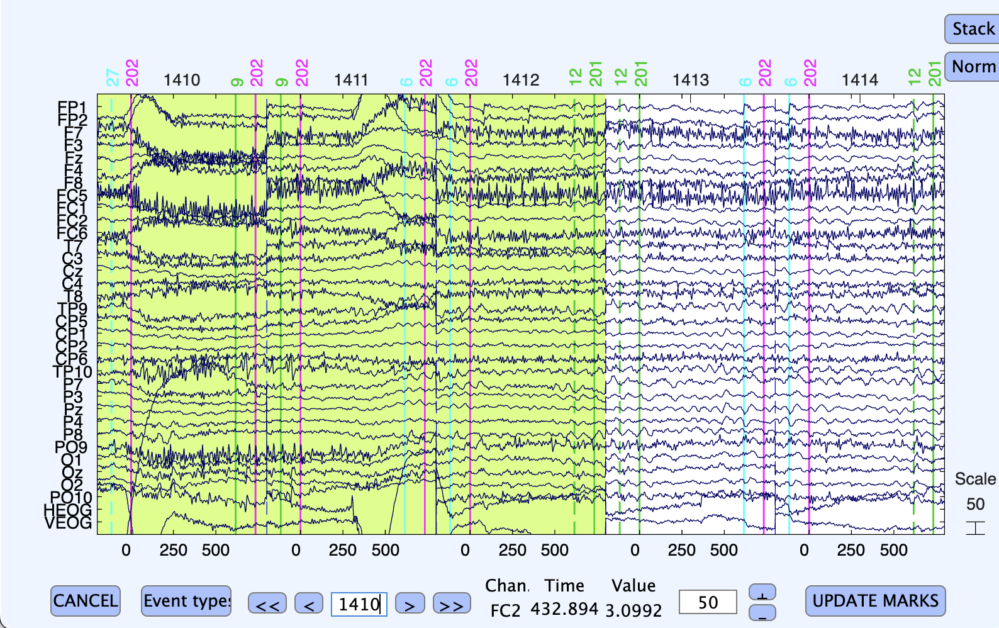 Stack
Norm
27 202 1410 9 202 9 202 1411 6 202 6 202 1412 12 201 12 201 1413 6 202 6 202 1414 12 201
FP1
FP2
F7
F3
Fz
F4
F8
FC5
FC1
FC2
FC6
T7
C3
Cz
C4
T8
TP9
CP5
CP1
CP2
CP6
TP10
P7
P3
Pz
P4
P8
PO9
O1
Oz
O2
PO10
HEOG
VEOG
Scale
50
0 250 500 0 250 500 0 250 500 0 250 500 0 250 500
Chan. Time Value
CANCEL Event types << < 1410 > >> FC2 432.894 3.0992 50 + - UPDATE MARKS